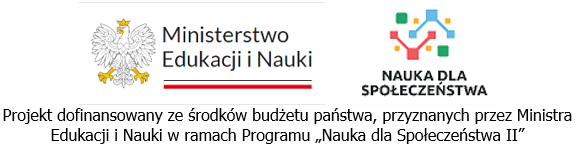 Ministerstwo
Edukacji i Nauki
NAUKA DLA
SPOŁECZEŃSTWA
Projekt dofinansowany ze środków budżetu państwa, przyznanych przez Ministra
Edukacji i Nauki w ramach Programu „Nauka dla Społeczeństwa II”